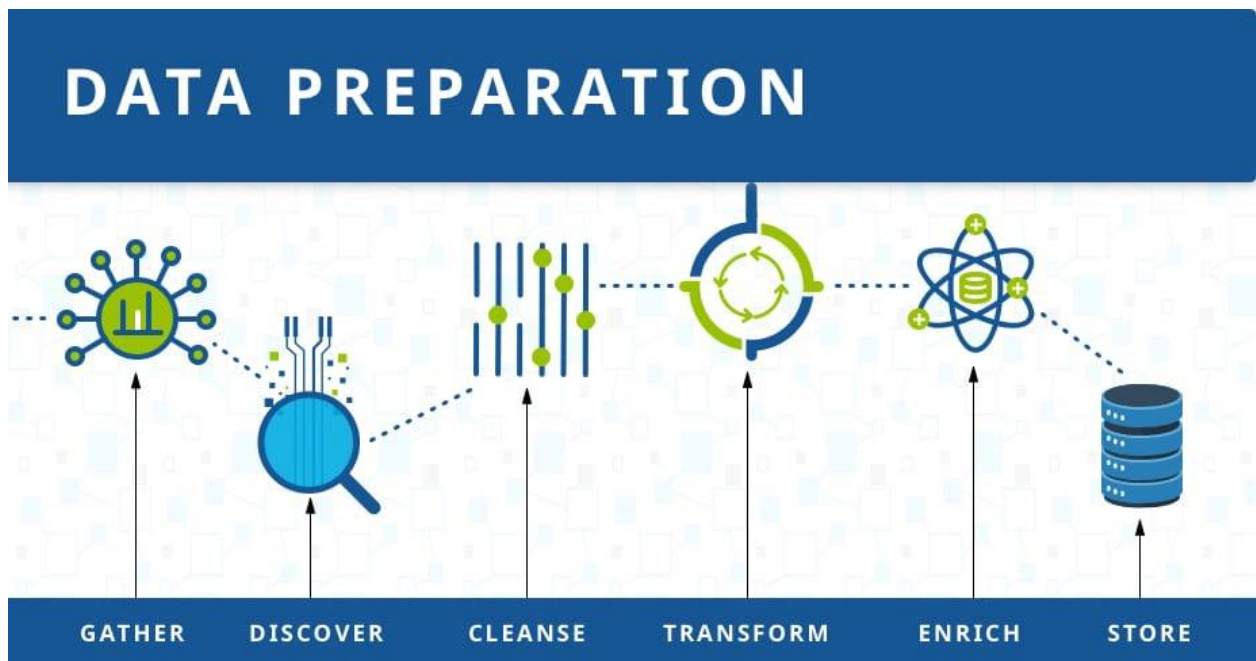 DATA PREPARATION
GATHER DISCOVER CLEANSE TRANSFORM ENRICH STORE